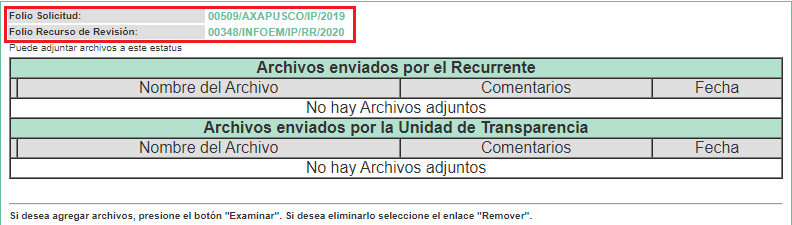 Folio Solicitud: 00509/AXAPUSCO/IP/2019
Folio Recurso de Revisión: 00348/INFOEM/IP/RR/2020
Puede adjuntar archivos a este estatus
Archivos enviados por el Recurrente
Nombre del Archivo Comentarios Fecha
No hay Archivos adjuntos
Archivos enviados por la Unidad de Transparencia
Nombre del Archivo Comentarios Fecha
No hay Archivos adjuntos
Si desea agregar archivos, presione el botón "Examinar". Si desea eliminarlo seleccione el enlace "Remover".